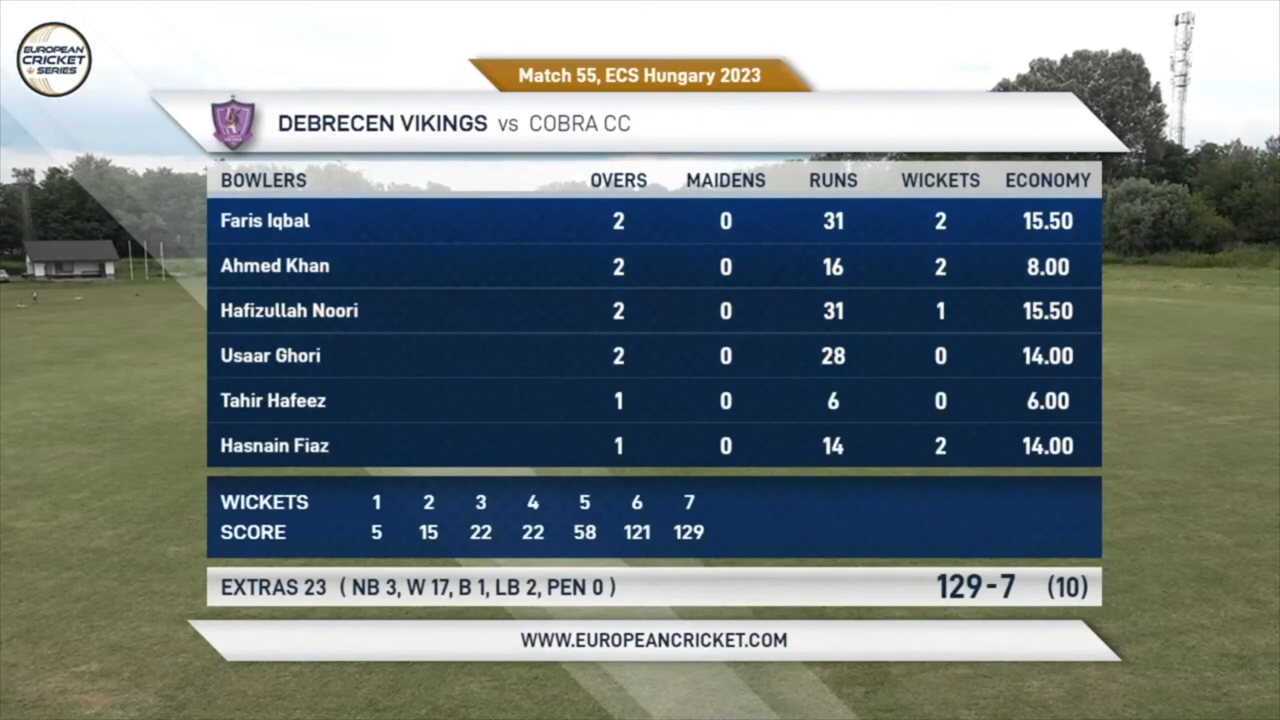 EUROPEAN
CRICKET
SERIES
Match 55, ECS Hungary 2023
DEBRECEN VIKINGS vs COBRA CC
BOWLERS OVERS MAIDENS RUNS WICKETS ECONOMY
Faris Iqbal 2 0 31 2 15.50
Ahmed Khan 2 0 16 2 8.00
Hafizullah Noori 2 0 31 1 15.50
Usaar Ghori 2 0 28 0 14.00
Tahir Hafeez 1 0 6 0 6.00
Hasnain Fiaz 1 0 14 2 14.00
WICKETS 1 2 3 4 5 6 7
SCORE 5 15 22 22 58 121 129
EXTRAS 23 ( NB 3, W 17, B 1, LB 2, PEN 0 ) 129-7 (10)
WWW.EUROPEANCRICKET.COM